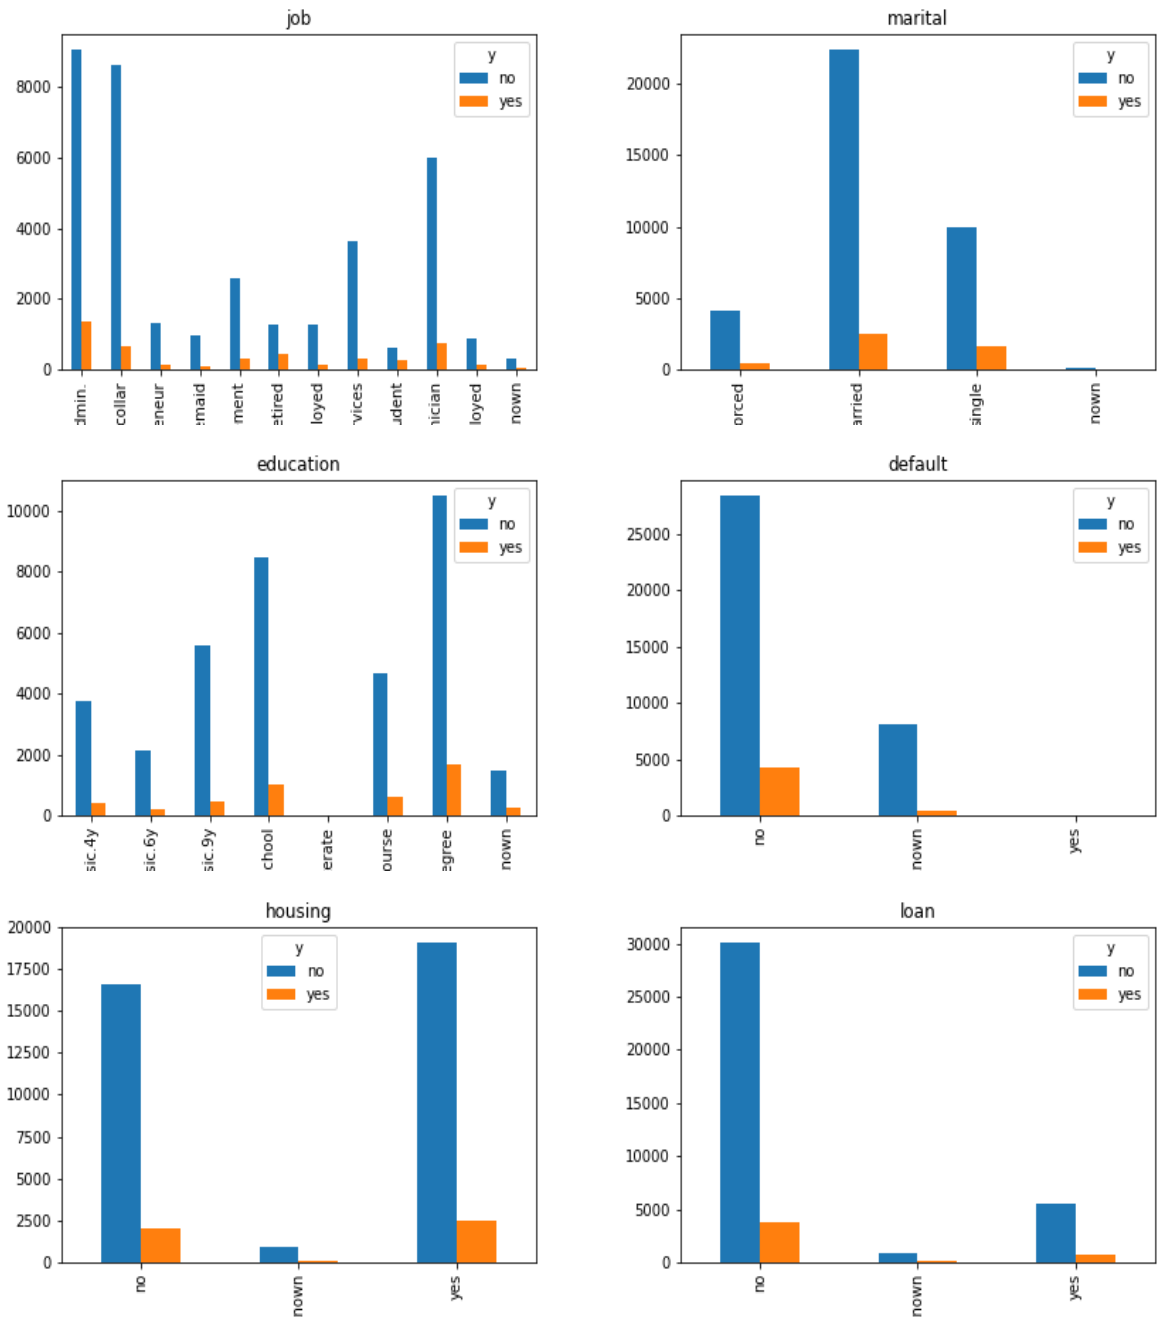 job
y
no
yes
8000
6000
4000
2000
0
dmin.
collar
eneur
emaid
ment
etired
loyed
rvices
udent
nician
loyed
nown
marital
y
no
yes
20000
15000
10000
5000
0
orced
arried
single
nown
education
y
no
yes
10000
8000
6000
4000
2000
0
sic.4y
sic.6y
sic.9y
chool
erate
ourse
egree
nown
default
y
no
yes
25000
20000
15000
10000
5000
0
no
nown
yes
housing
y
no
yes
20000
17500
15000
12500
10000
7500
5000
2500
0
no
nown
yes
loan
y
no
yes
30000
25000
20000
15000
10000
5000
0
no
nown
yes